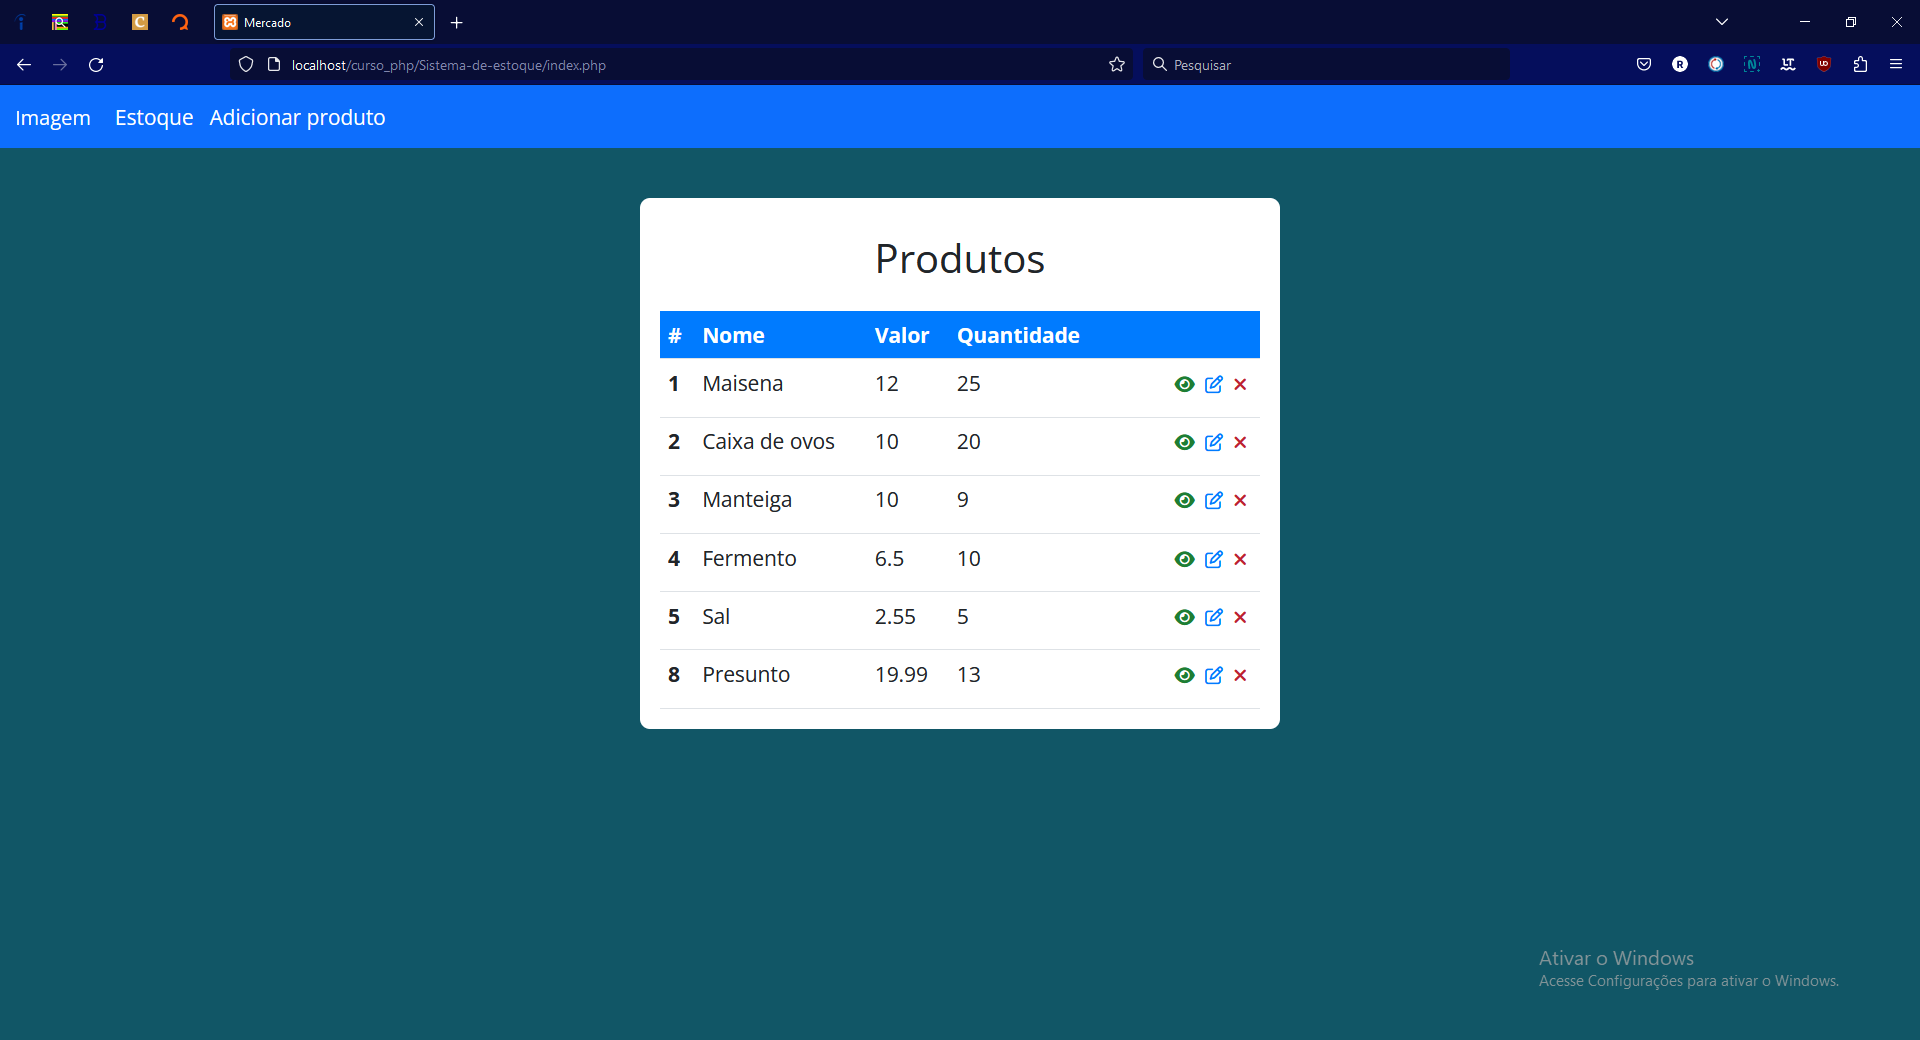 Mercado
localhost/curso_php/Sistema-de-estoque/index.php
Pesquisar
Imagem Estoque Adicionar produto
Produtos
# Nome Valor Quantidade
1 Maisena 12 25
2 Caixa de ovos 10 20
3 Manteiga 10 9
4 Fermento 6.5 10
5 Sal 2.55 5
8 Presunto 19.99 13
Ativar o Windows
Acesse Configurações para ativar o Windows.